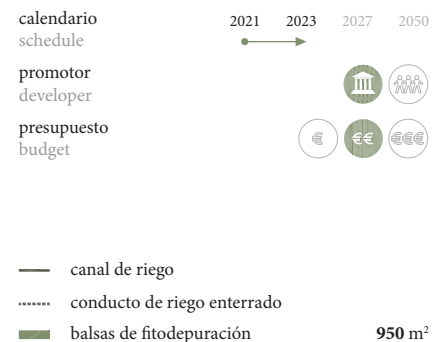 calendario 2021 2023 2027 2050
schedule
promotor
developer
presupuesto € €€ €€€
budget
canal de riego
conducto de riego enterrado
balsas de fitodepuración 950 m²